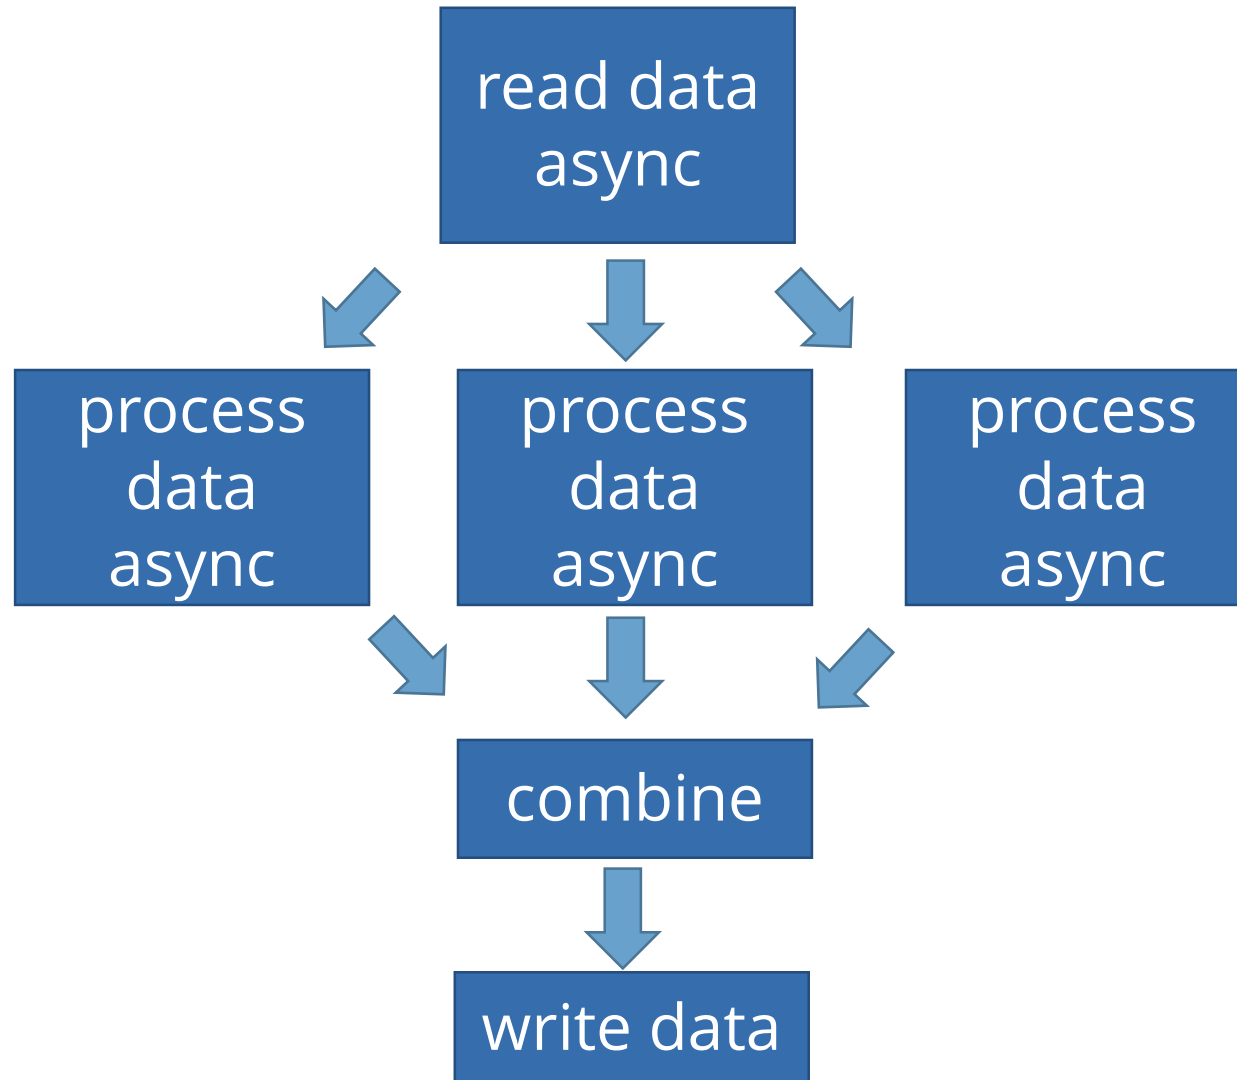 read data
async
process
data
async
process
data
async
process
data
async
combine
write data